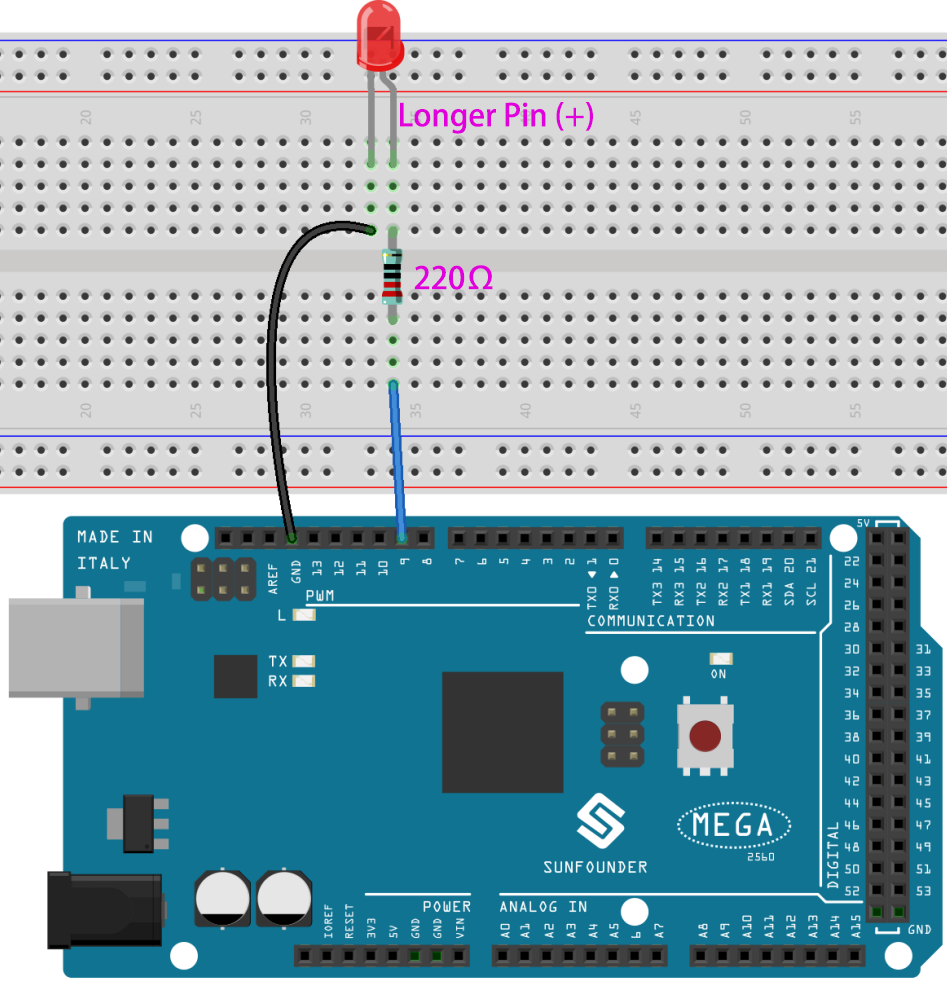 Longer Pin (+)
20 25 30 35 40 45 50 55
220Ω
20 25 30 35 40 45 50 55
MADE IN
ITALY
5V
AREF
GND
13
12
11
10
9
8
7
6
5
4
3
2
TX0 ◀ 1
RX0 ▶ 0
TX3 14
RX3 15
TX2 16
RX2 17
TX1 18
RX1 19
SDA 20
SCL 21
PWM
COMMUNICATION
L
TX
RX
ON
22
24
26
28
30 31
32 33
34 35
36 37
38 39
40 41
42 43
44 45
46 47
48 49
50 51
52 53
DIGITAL
GND
SUNFOUNDER
MEGA
2560
POWER
ANALOG IN
IOREF
RESET
3V3
5V
GND
GND
VIN
A0
A1
A2
A3
A4
A5
6
A7
A8
A9
A10
A11
A12
A13
A14
A15